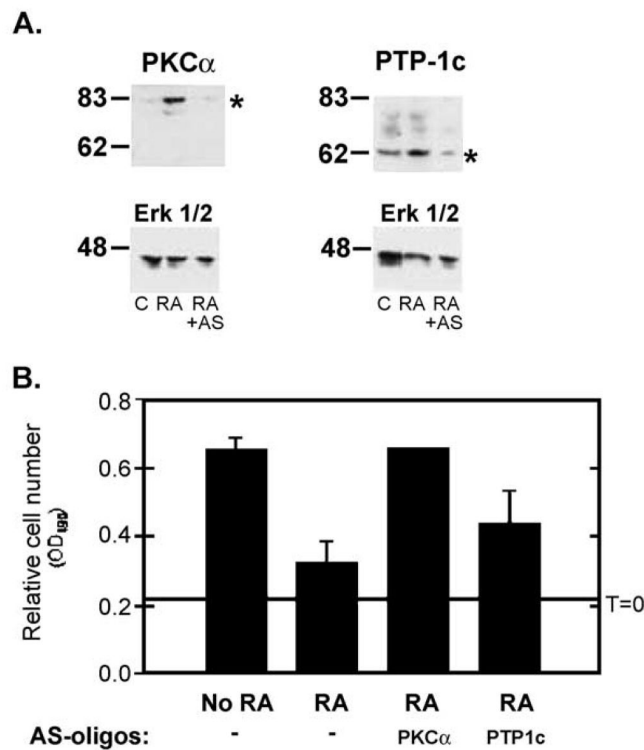 A.
PKCα PTP-1c
83 * 83
62 62 *
Erk 1/2 Erk 1/2
48 48
C RA RA +AS C RA RA +AS
B.
Relative cell number
(OD
0.8
0.6
0.4
0.2
0.0
T=0
No RA RA RA RA
AS-oligos: - - PKCα PTP1c